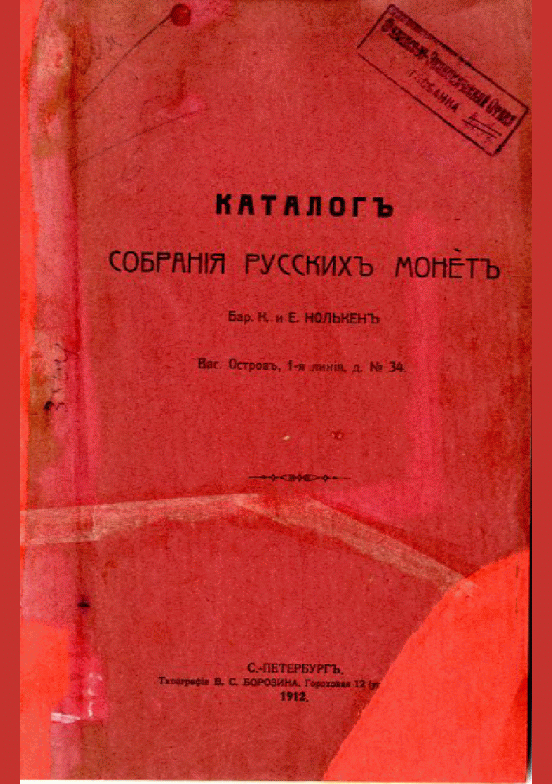 КАТАЛОГЪ
СОБРАНІЯ РУССКИХЪ МОНЕТЪ
Бар. К. и Е. НОЛЬКЕНЪ
Вас. Островъ, 1-я линія, д. № 34.
С.-ПЕТЕРБУРГЪ.
Типографія В. С. БОРОЗИНА, Гороховая 12
1912.